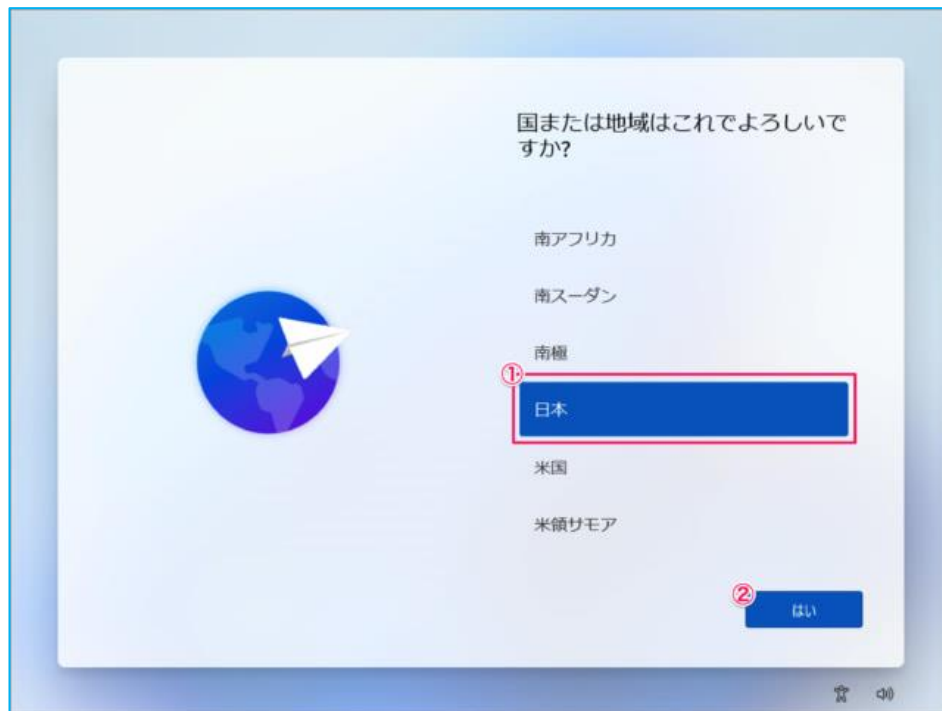 国または地域はこれでよろしいで
すか?
南アフリカ
南スーダン
南極
①
日本
米国
米領サモア
②
はい